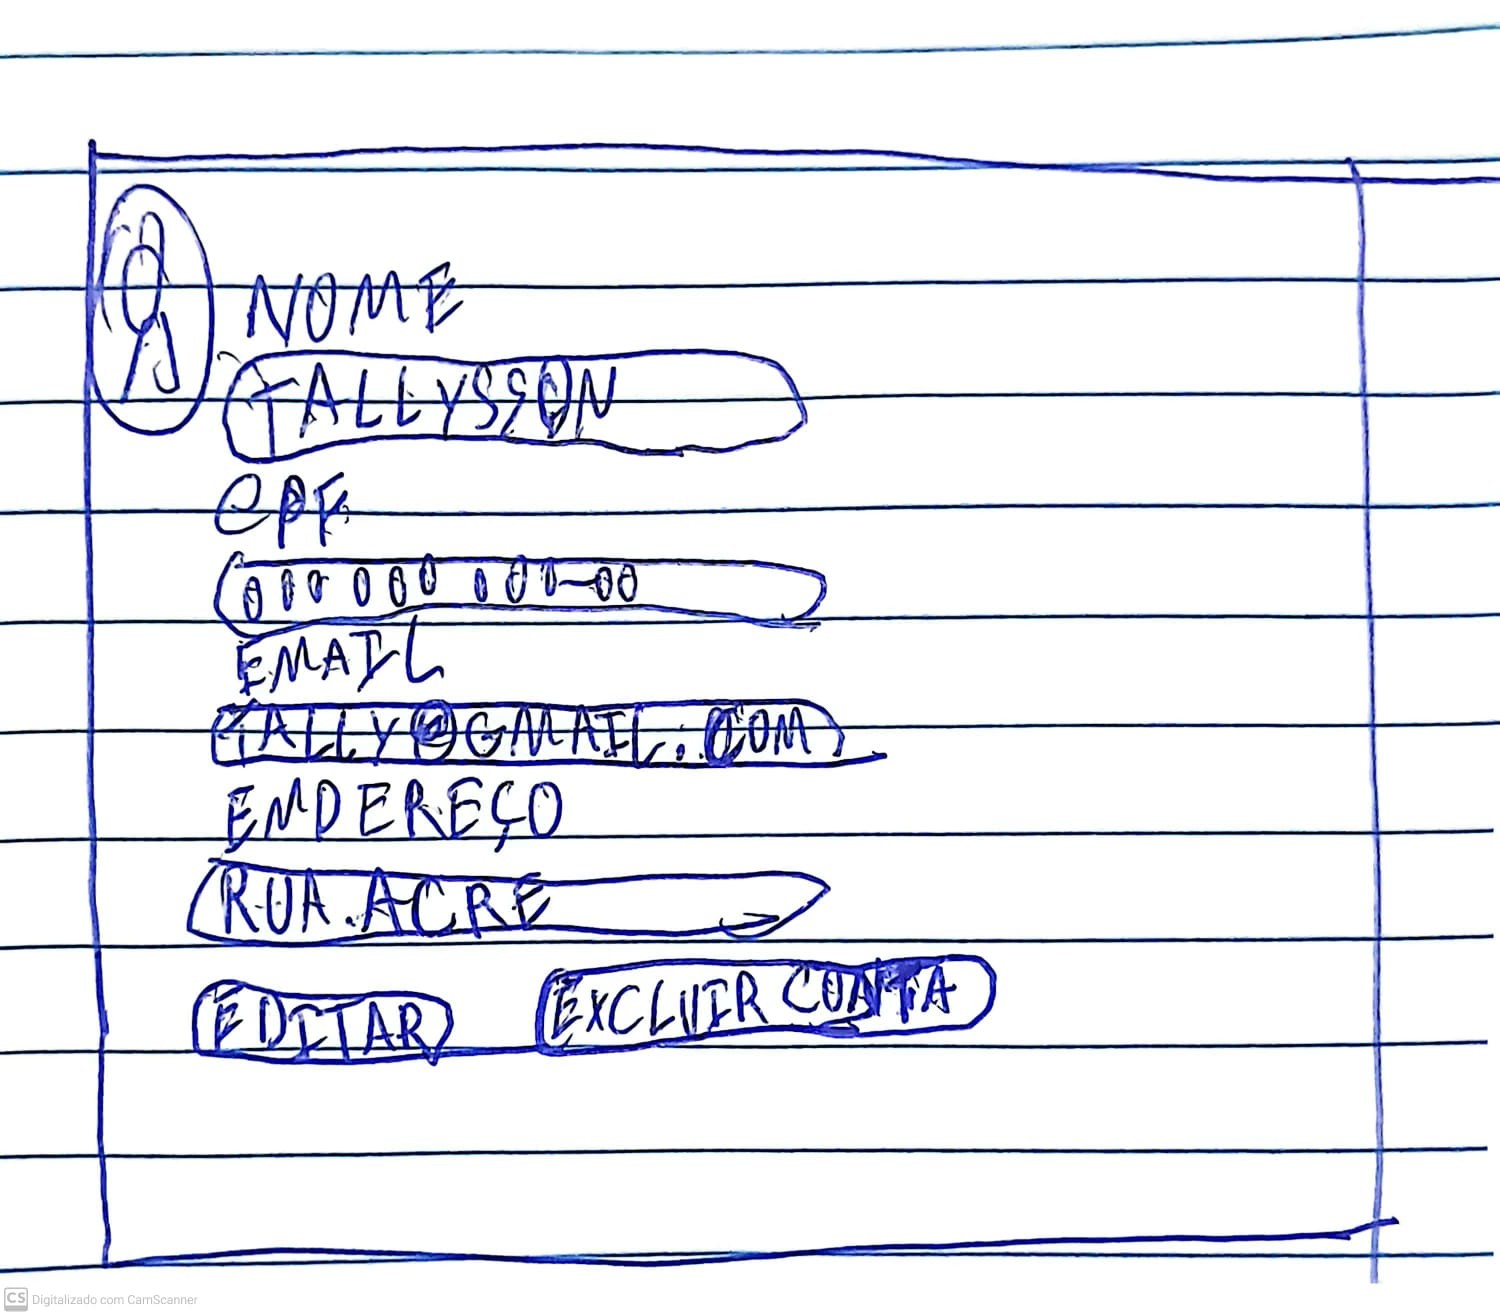 NOME
TALLYSSON
CPF
000 000 000-00
EMAIL
TALLY@GMAIL.COM
ENDEREÇO
RUA.ACRE
EDITAR EXCLUIR CONTA
CS Digitalizado com CamScanner